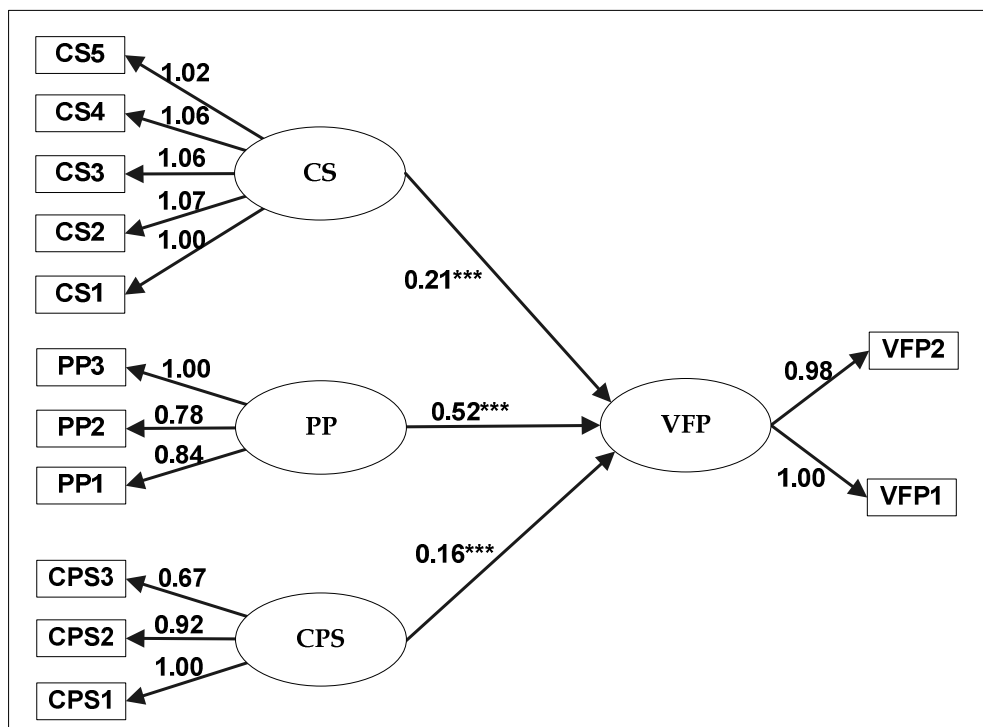 CS5
1.02
CS4
1.06
CS3
1.06
CS2
1.07
CS1
1.00
CS
0.21***
PP3
1.00
PP2
0.78
PP1
0.84
PP
0.52***
CPS3
0.67
CPS2
0.92
CPS1
1.00
CPS
0.16***
VFP
VFP2
0.98
VFP1
1.00